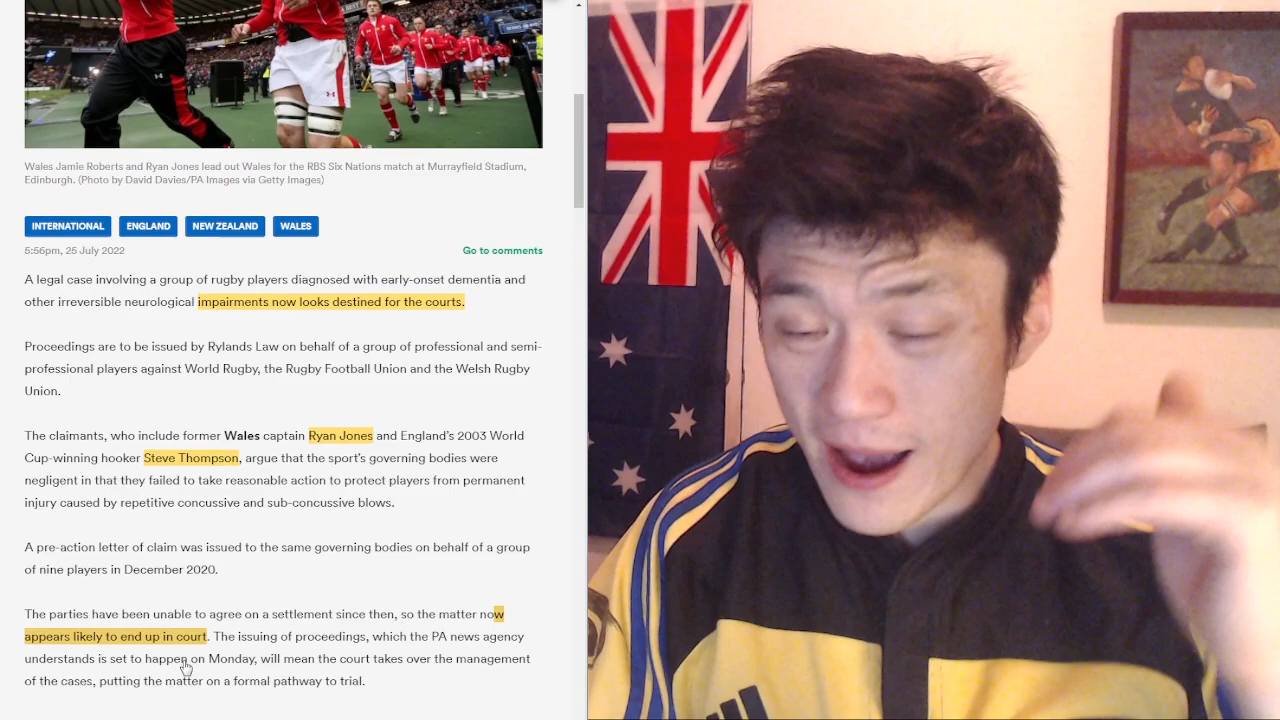 Wales Jamie Roberts and Ryan Jones lead out Wales for the RBS Six Nations match at Murrayfield Stadium,
Edinburgh. (Photo by David Davies/PA Images via Getty Images)
INTERNATIONAL ENGLAND NEW ZEALAND WALES
5:56pm, 25 July 2022 Go to comments
A legal case involving a group of rugby players diagnosed with early-onset dementia and
other irreversible neurological impairments now looks destined for the courts.
Proceedings are to be issued by Rylands Law on behalf of a group of professional and semi-
professional players against World Rugby, the Rugby Football Union and the Welsh Rugby
Union.
The claimants, who include former Wales captain Ryan Jones and England's 2003 World
Cup-winning hooker Steve Thompson, argue that the sport's governing bodies were
negligent in that they failed to take reasonable action to protect players from permanent
injury caused by repetitive concussive and sub-concussive blows.
A pre-action letter of claim was issued to the same governing bodies on behalf of a group
of nine players in December 2020.
The parties have been unable to agree on a settlement since then, so the matter now
appears likely to end up in court. The issuing of proceedings, which the PA news agency
understands is set to happen on Monday, will mean the court takes over the management
of the cases, putting the matter on a formal pathway to trial.